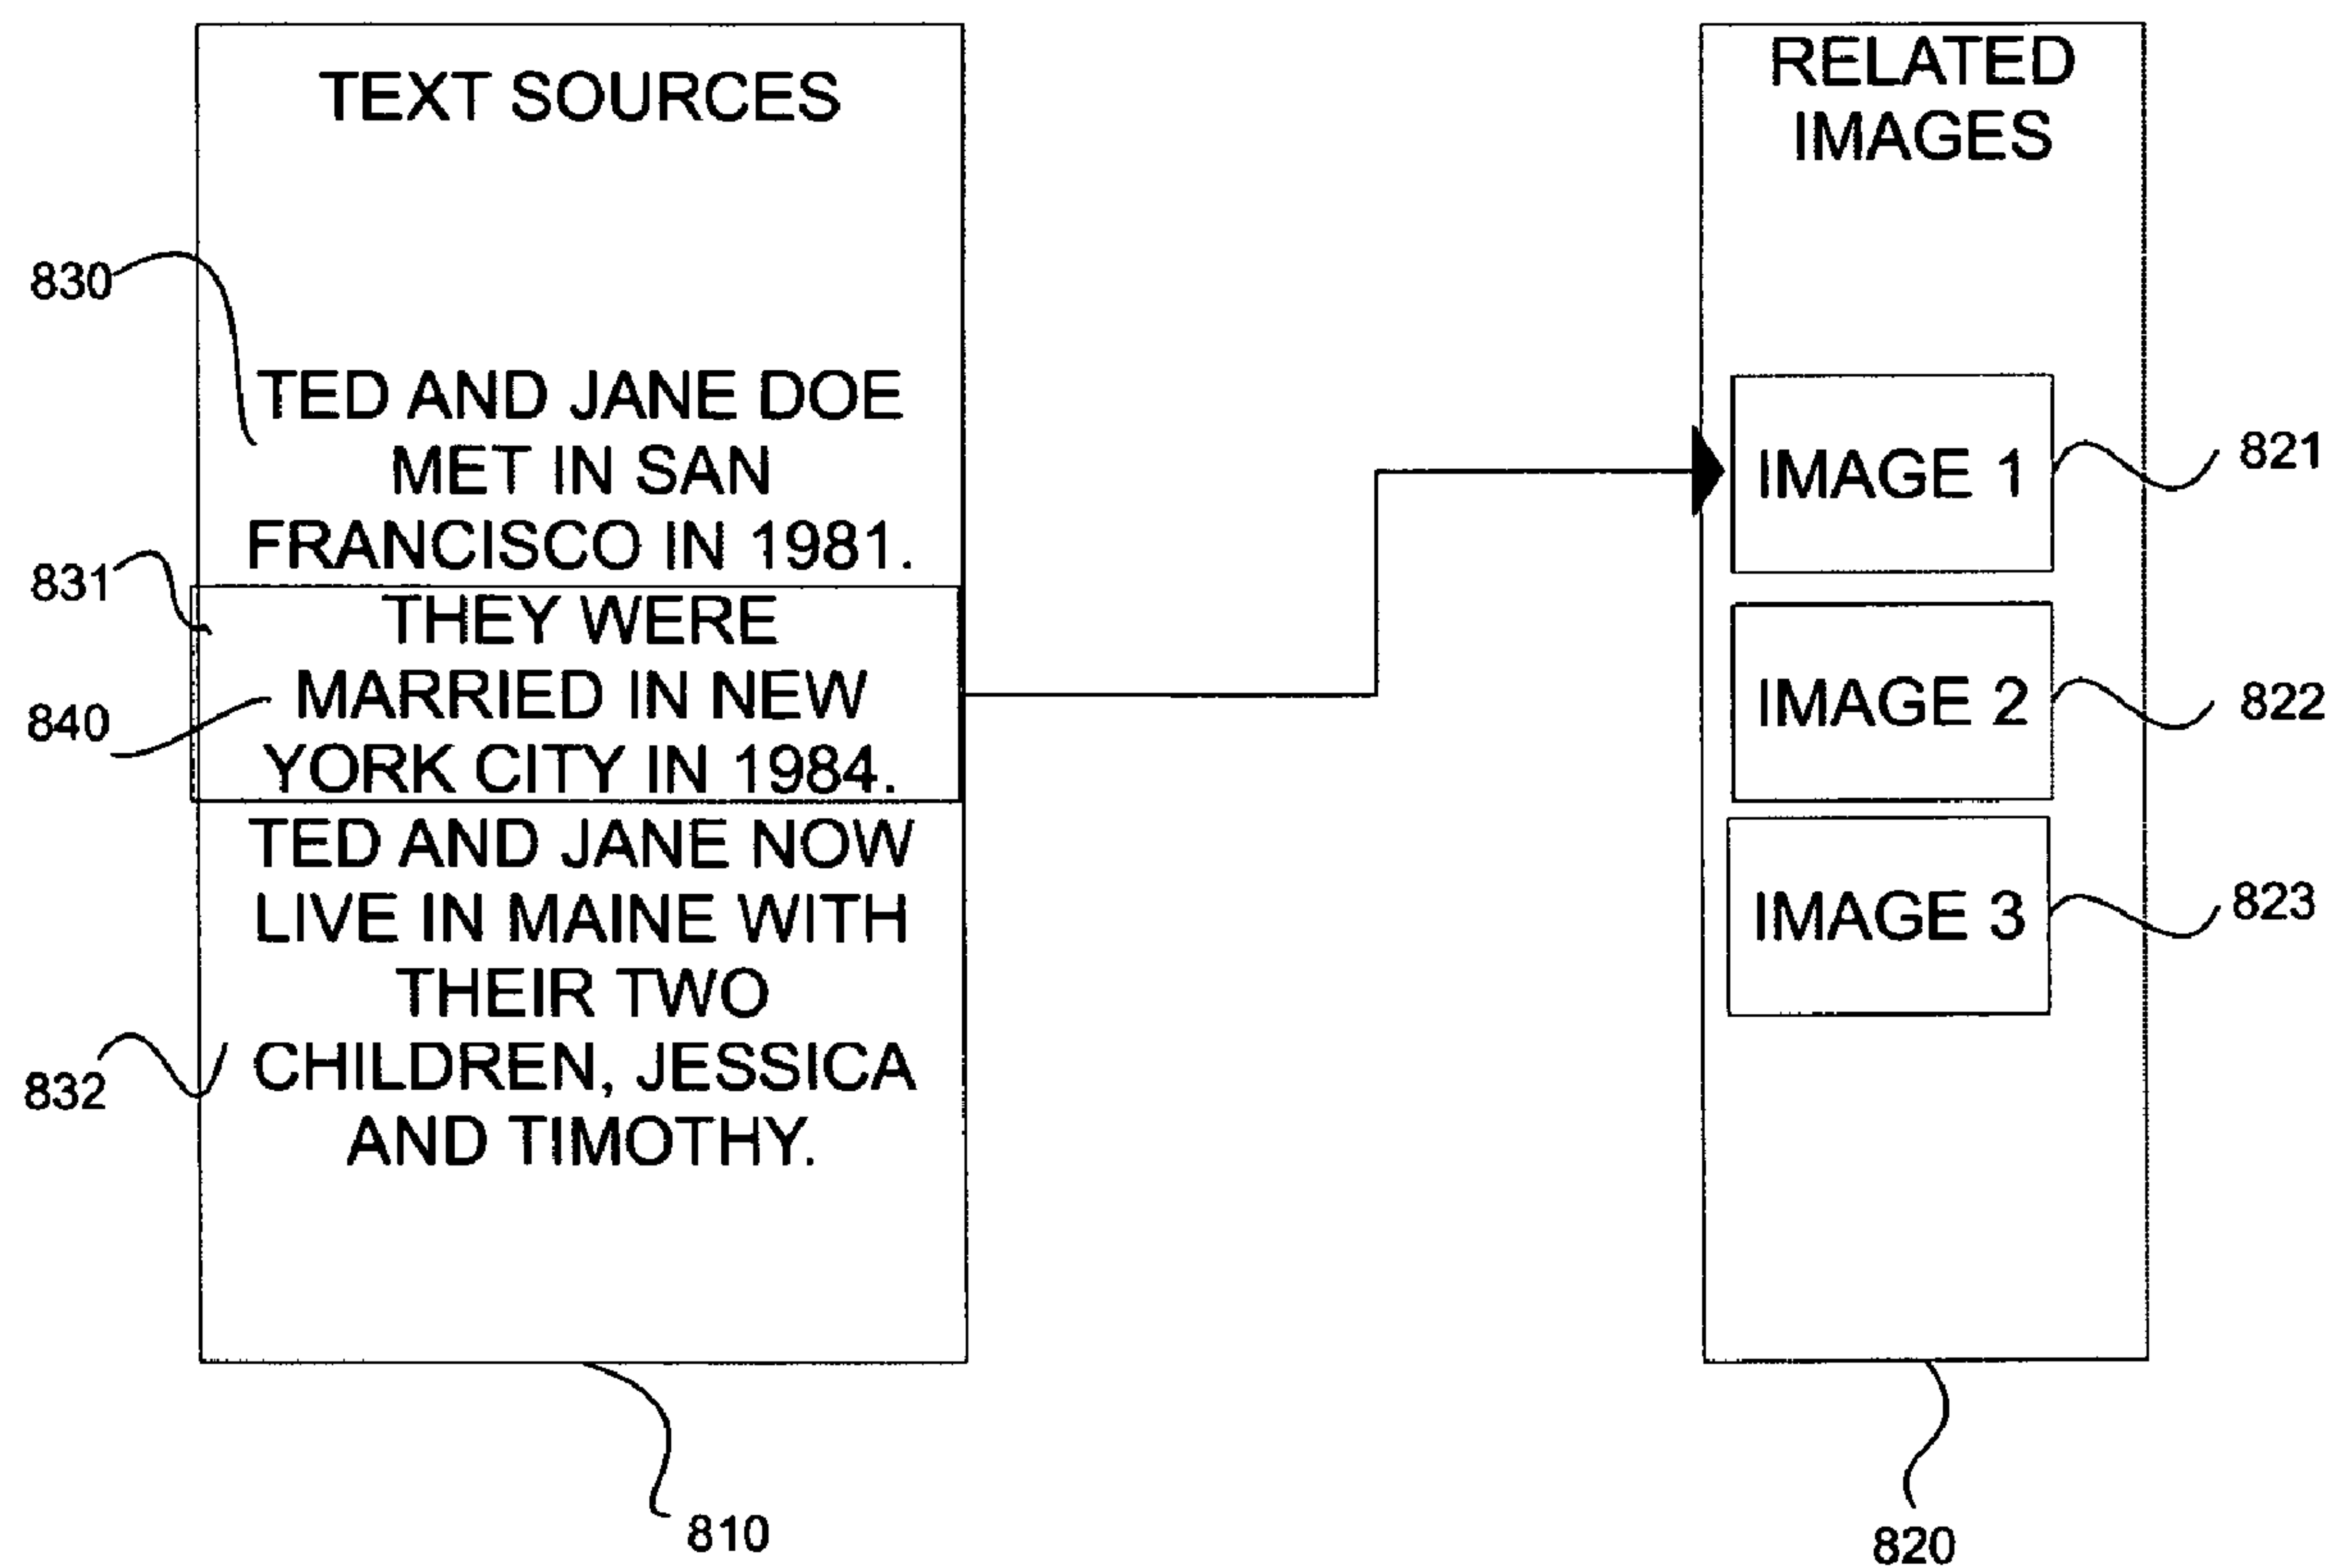 TEXT SOURCES
830
TED AND JANE DOE
MET IN SAN
FRANCISCO IN 1981.
831
THEY WERE
MARRIED IN NEW
840
YORK CITY IN 1984.
TED AND JANE NOW
LIVE IN MAINE WITH
THEIR TWO
CHILDREN, JESSICA
832
AND TIMOTHY.
810
RELATED
IMAGES
IMAGE 1
821
IMAGE 2
822
IMAGE 3
823
820